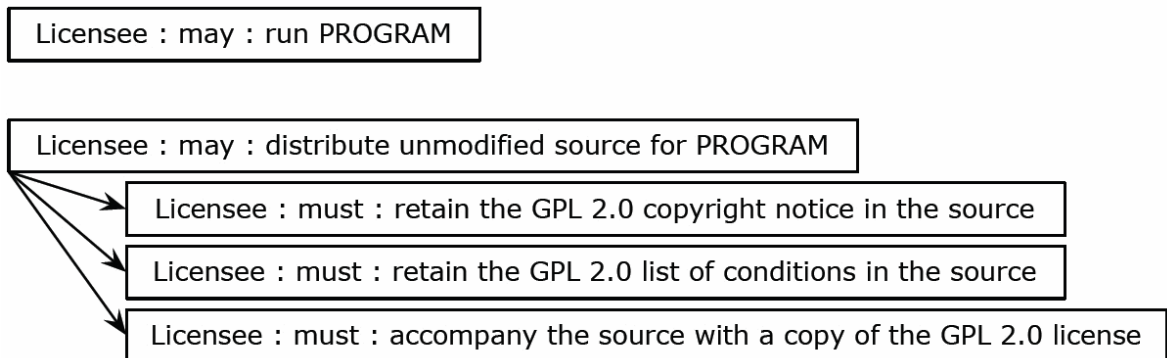 Licensee : may : run PROGRAM
Licensee : may : distribute unmodified source for PROGRAM
Licensee : must : retain the GPL 2.0 copyright notice in the source
Licensee : must : retain the GPL 2.0 list of conditions in the source
Licensee : must : accompany the source with a copy of the GPL 2.0 license